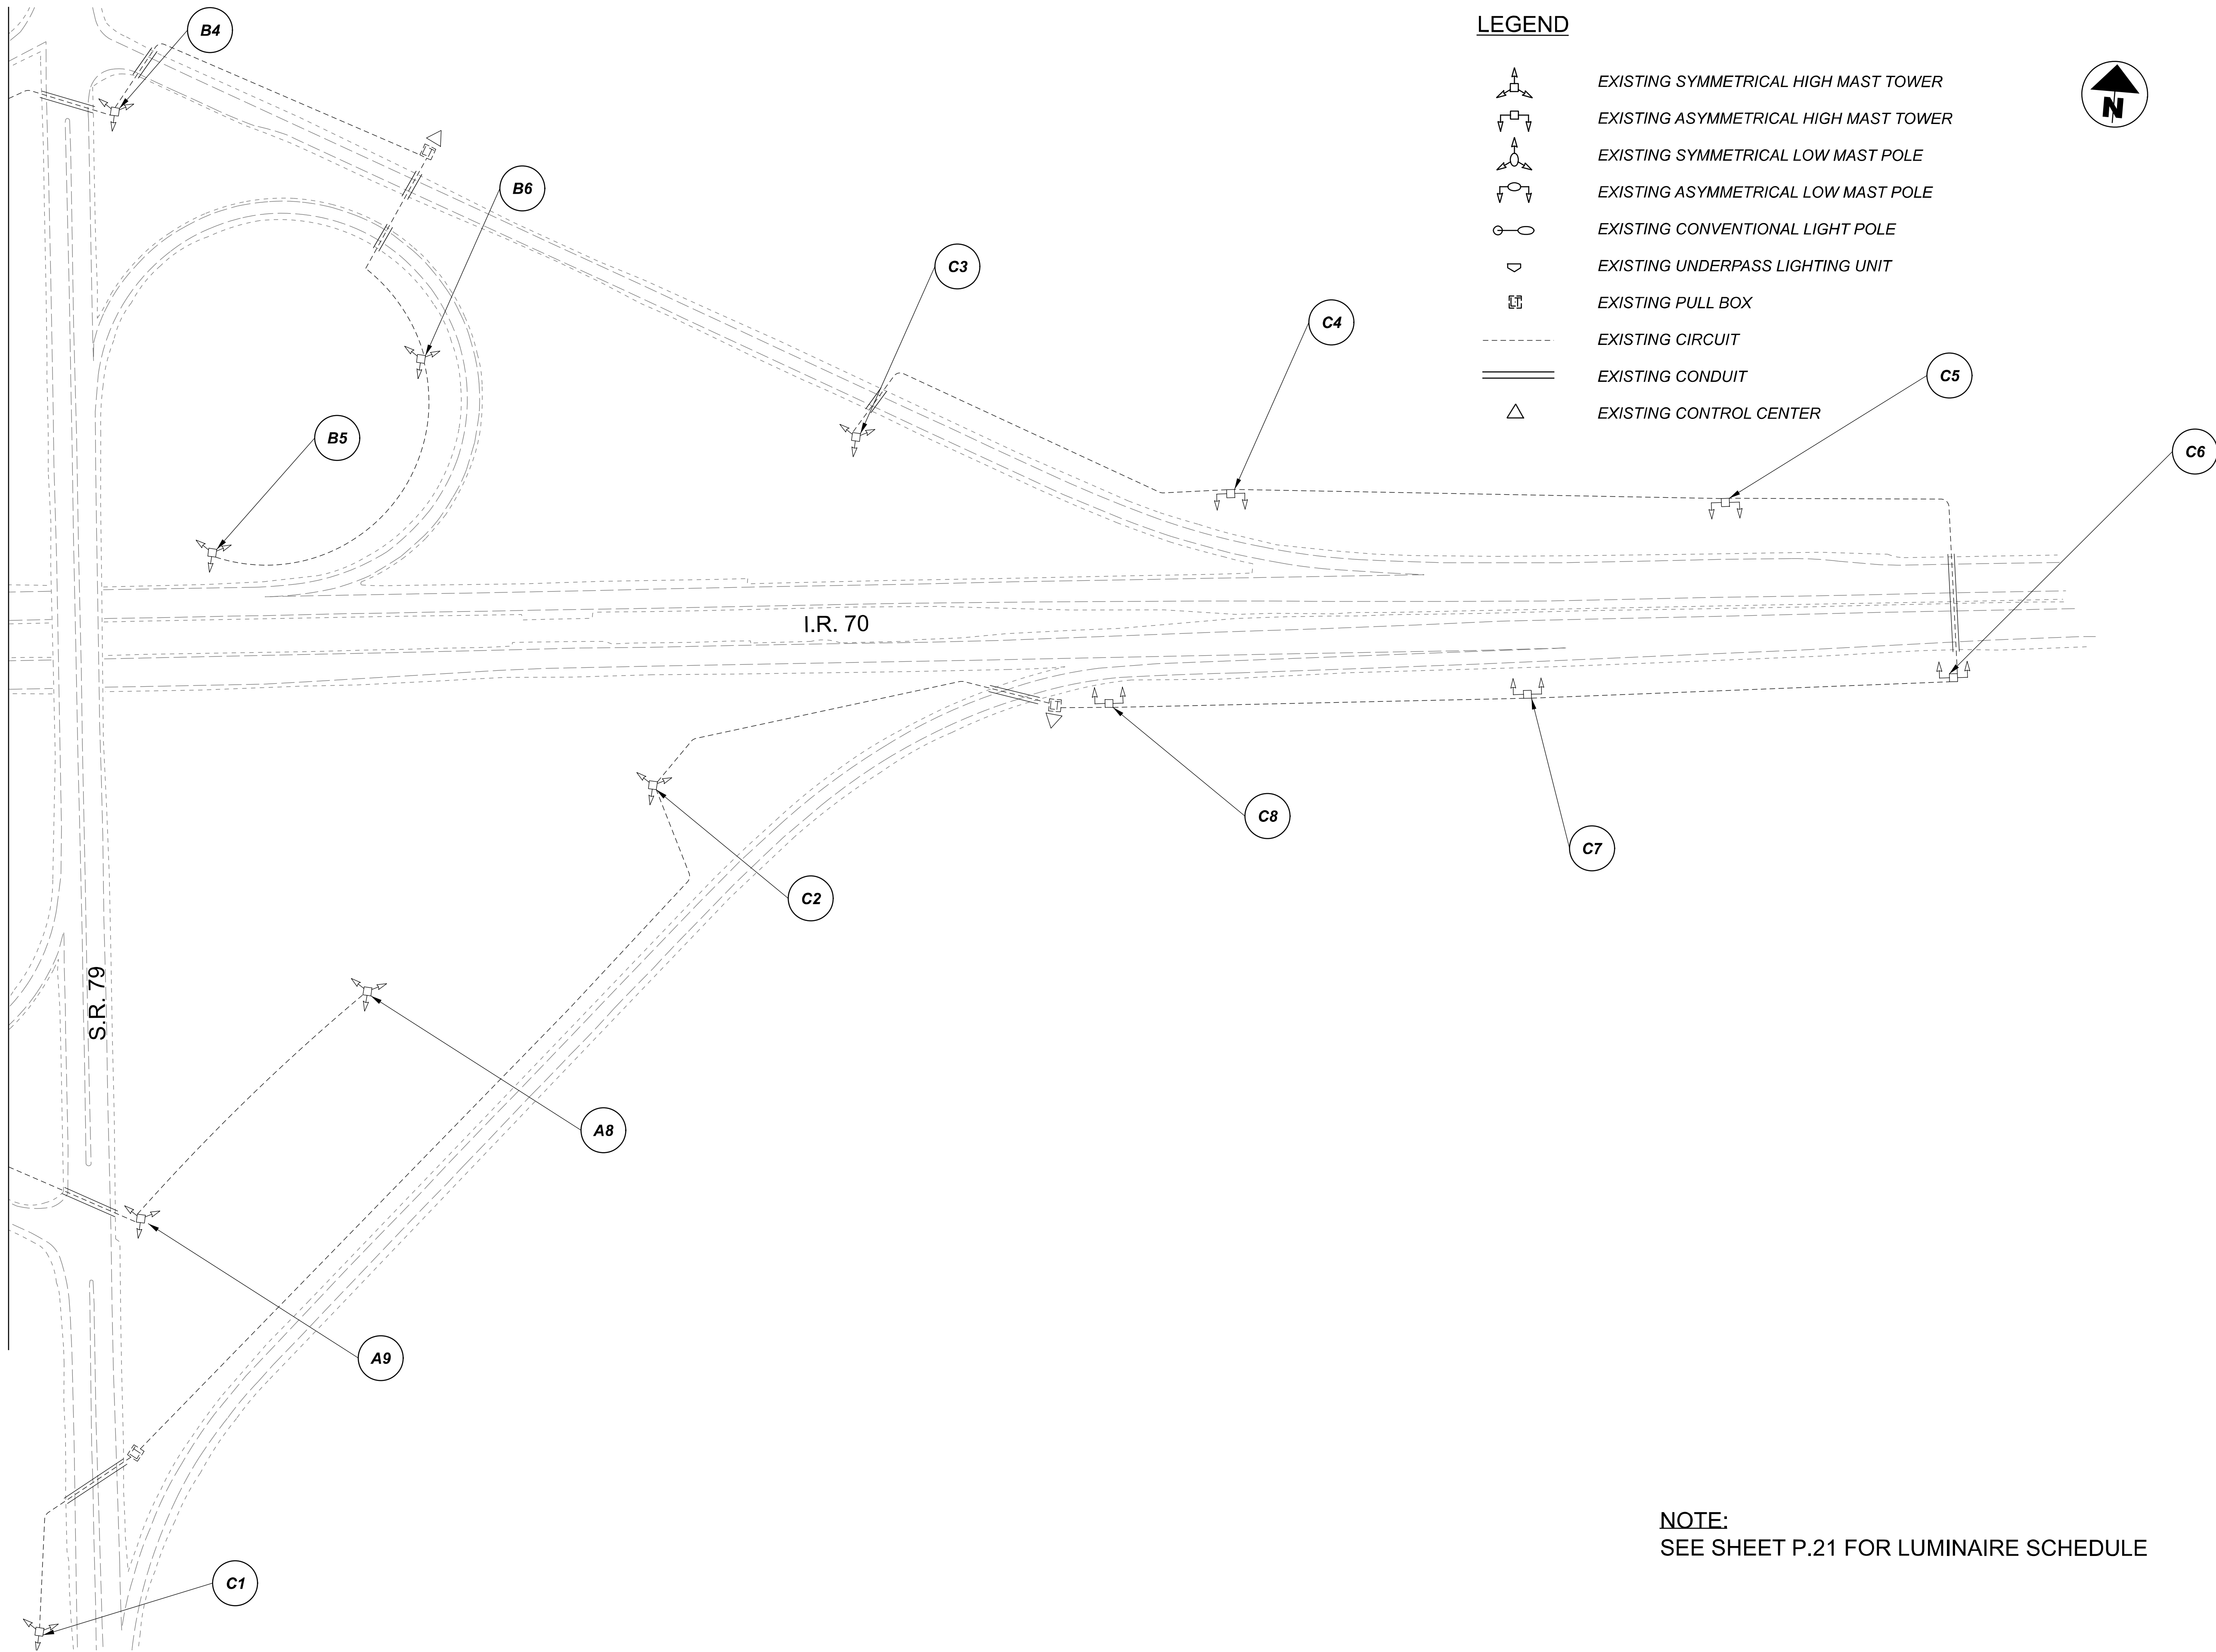 LEGEND
EXISTING SYMMETRICAL HIGH MAST TOWER
EXISTING ASYMMETRICAL HIGH MAST TOWER
EXISTING SYMMETRICAL LOW MAST POLE
EXISTING ASYMMETRICAL LOW MAST POLE
EXISTING CONVENTIONAL LIGHT POLE
EXISTING UNDERPASS LIGHTING UNIT
EXISTING PULL BOX
EXISTING CIRCUIT
EXISTING CONDUIT
EXISTING CONTROL CENTER
N
B4
B6
C3
C4
C5
B5
C6
I.R. 70
C8
C7
C2
S.R. 79
A8
A9
C1
NOTE:
SEE SHEET P.21 FOR LUMINAIRE SCHEDULE